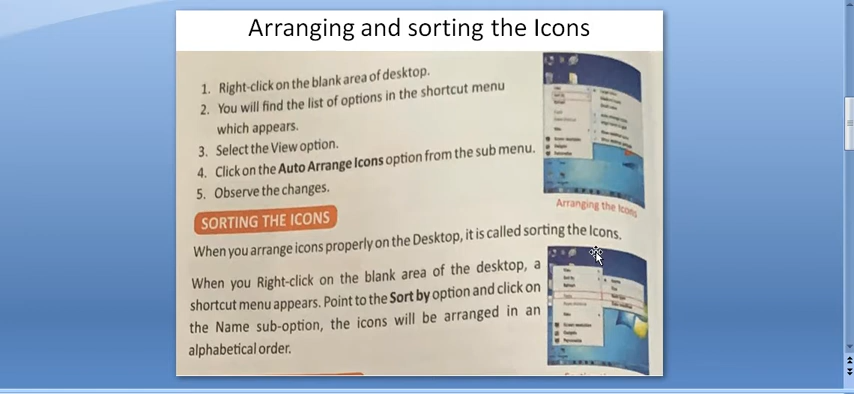 Arranging and sorting the Icons
1. Right-click on the blank area of desktop.
2. You will find the list of options in the shortcut menu
which appears.
3. Select the View option.
4. Click on the Auto Arrange Icons option from the sub menu.
5. Observe the changes.
Arranging the Icons
SORTING THE ICONS
When you arrange icons properly on the Desktop, it is called sorting the Icons.
When you Right-click on the blank area of the desktop, a
shortcut menu appears. Point to the Sort by option and click on
the Name sub-option, the icons will be arranged in an
alphabetical order.